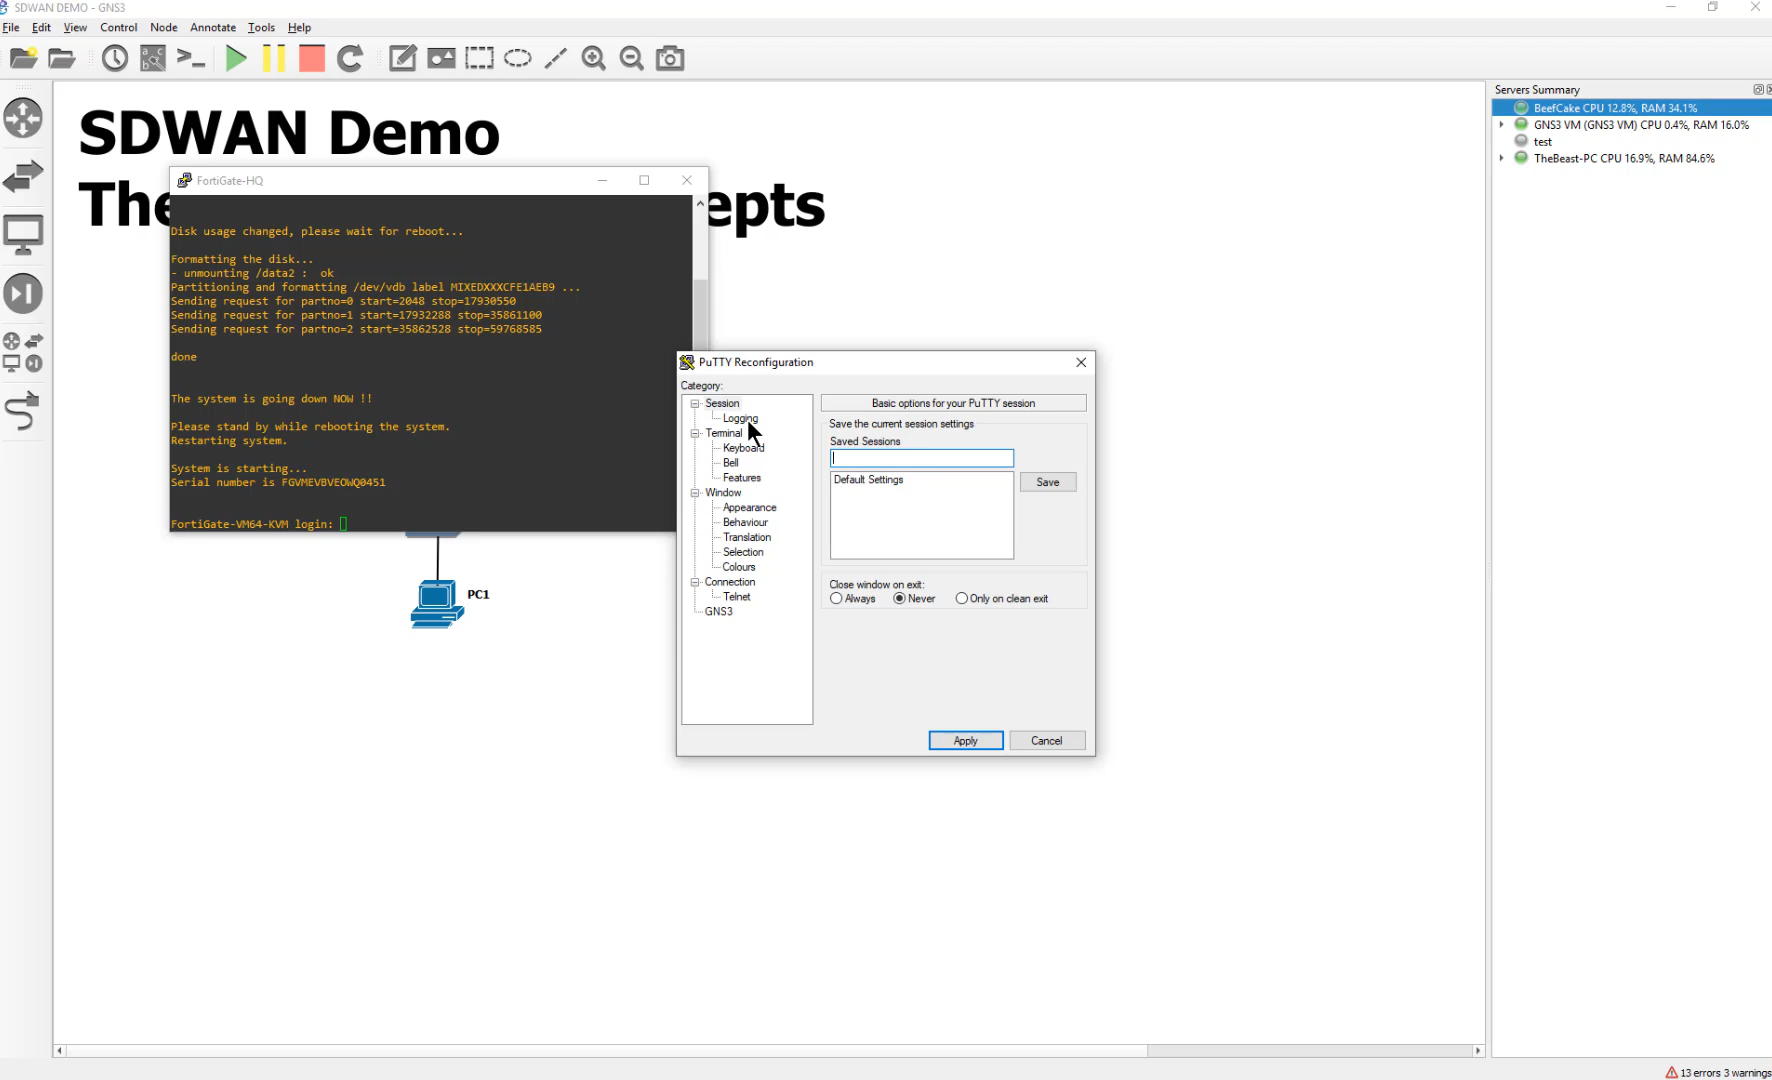 SDWAN DEMO - GNS3
File Edit View Control Node Annotate Tools Help
SDWAN Demo
The
epts
FortiGate-HQ
Disk usage changed, please wait for reboot...
Formatting the disk...
- unmounting /data2 :  ok
Partitioning and formatting /dev/vdb label MIXEDXXXCFE1AEB9 ...
Sending request for partno=0 start=2048 stop=17930550
Sending request for partno=1 start=17932288 stop=35861100
Sending request for partno=2 start=35862528 stop=59768585
done
The system is going down NOW !!
Please stand by while rebooting the system.
Restarting system.
System is starting...
Serial number is FGVMEVBVEOWQ0451
FortiGate-VM64-KVM login:
PC1
PuTTY Reconfiguration
Category:
Session
Logging
Terminal
Keyboard
Bell
Features
Window
Appearance
Behaviour
Translation
Selection
Colours
Connection
Telnet
GNS3
Basic options for your PuTTY session
Save the current session settings
Saved Sessions
Default Settings
Save
Close window on exit:
Always Never Only on clean exit
Apply Cancel
Servers Summary
BeefCake CPU 12.8%, RAM 34.1%
GNS3 VM (GNS3 VM) CPU 0.4%, RAM 16.0%
test
TheBeast-PC CPU 16.9%, RAM 84.6%
13 errors 3 warnings